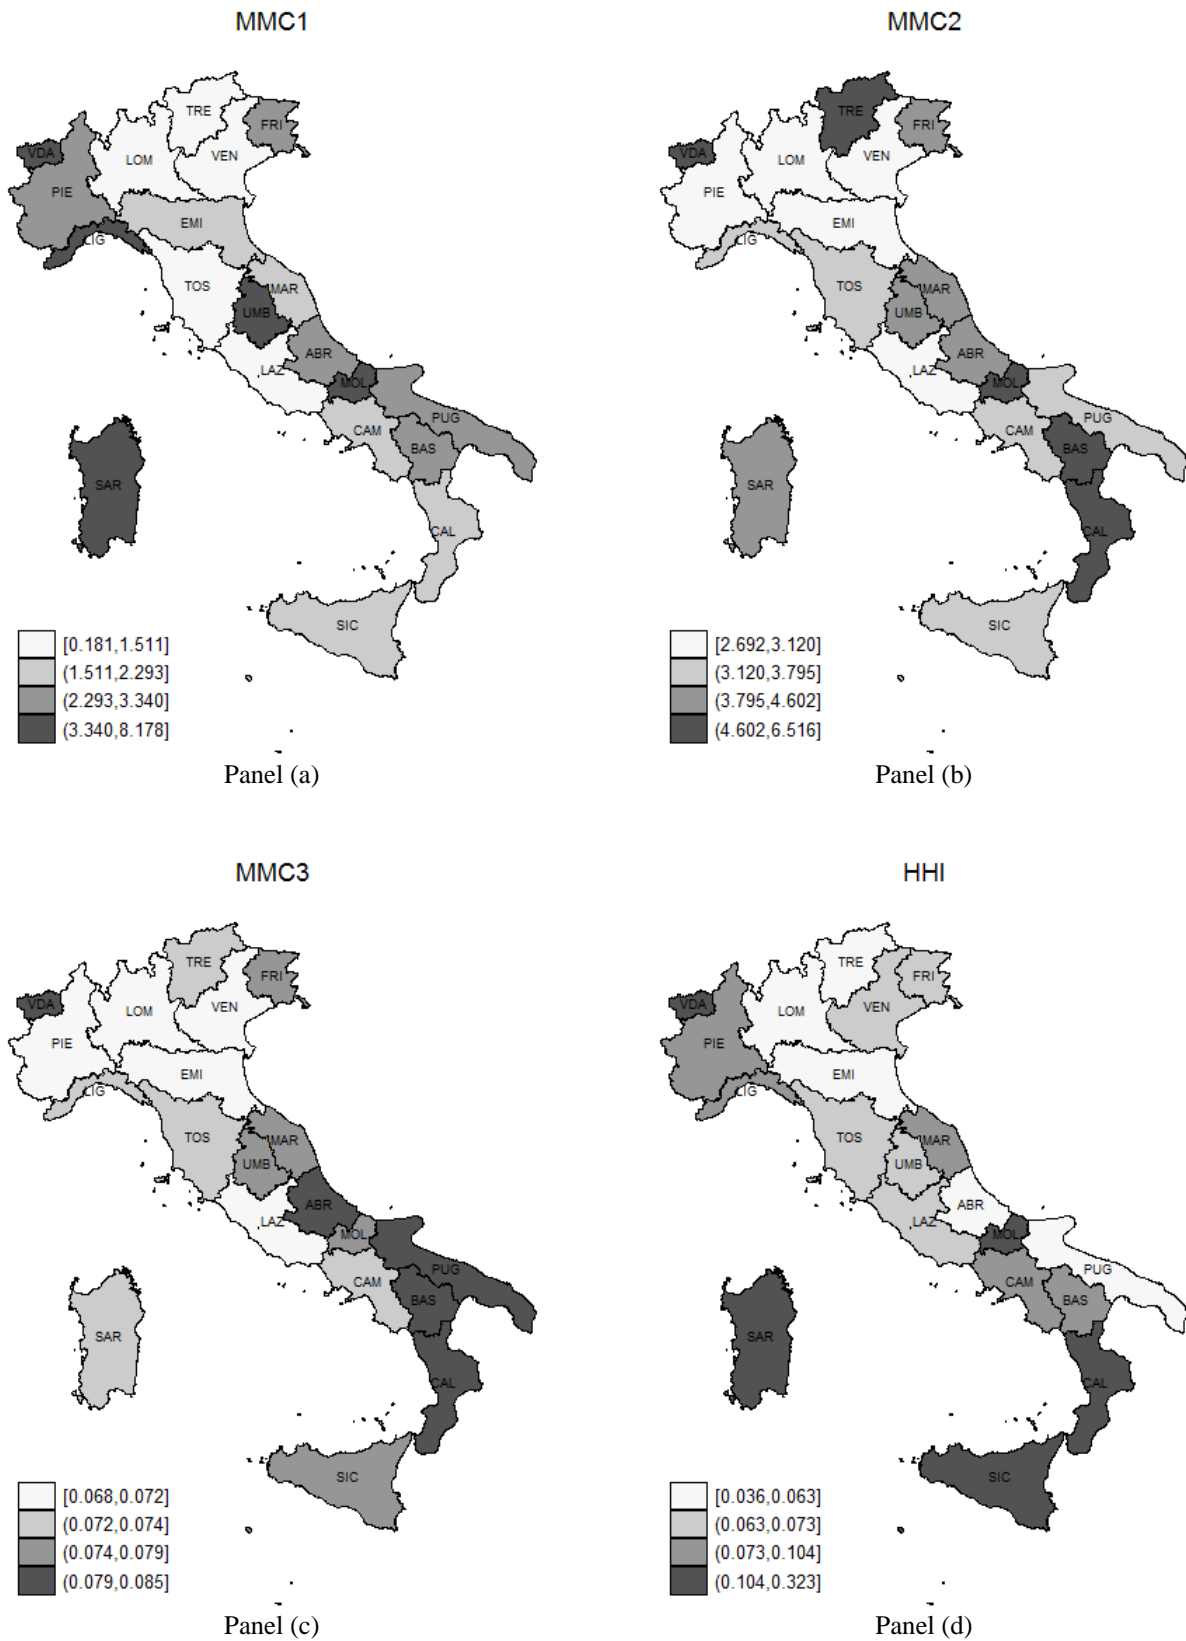 MMC1
TRE
FRI
VDA
LOM
VEN
PIE
EMI
LIG
TOS
MAR
UMB
ABR
LAZ
MOL
PUG
CAM
BAS
SAR
CAL
SIC
[0.181,1.511]
(1.511,2.293]
(2.293,3.340]
(3.340,8.178]
Panel (a)
MMC2
TRE
FRI
VDA
LOM
VEN
PIE
EMI
LIG
TOS
MAR
UMB
ABR
LAZ
MOL
PUG
CAM
BAS
SAR
CAL
SIC
[2.692,3.120]
(3.120,3.795]
(3.795,4.602]
(4.602,6.516]
Panel (b)
MMC3
TRE
FRI
VDA
LOM
VEN
PIE
EMI
LIG
TOS
MAR
UMB
ABR
LAZ
MOL
PUG
CAM
BAS
SAR
CAL
SIC
[0.068,0.072]
(0.072,0.074]
(0.074,0.079]
(0.079,0.085]
Panel (c)
HHI
TRE
FRI
VDA
LOM
VEN
PIE
EMI
LIG
TOS
MAR
UMB
ABR
LAZ
MOL
PUG
CAM
BAS
SAR
CAL
SIC
[0.036,0.063]
(0.063,0.073]
(0.073,0.104]
(0.104,0.323]
Panel (d)